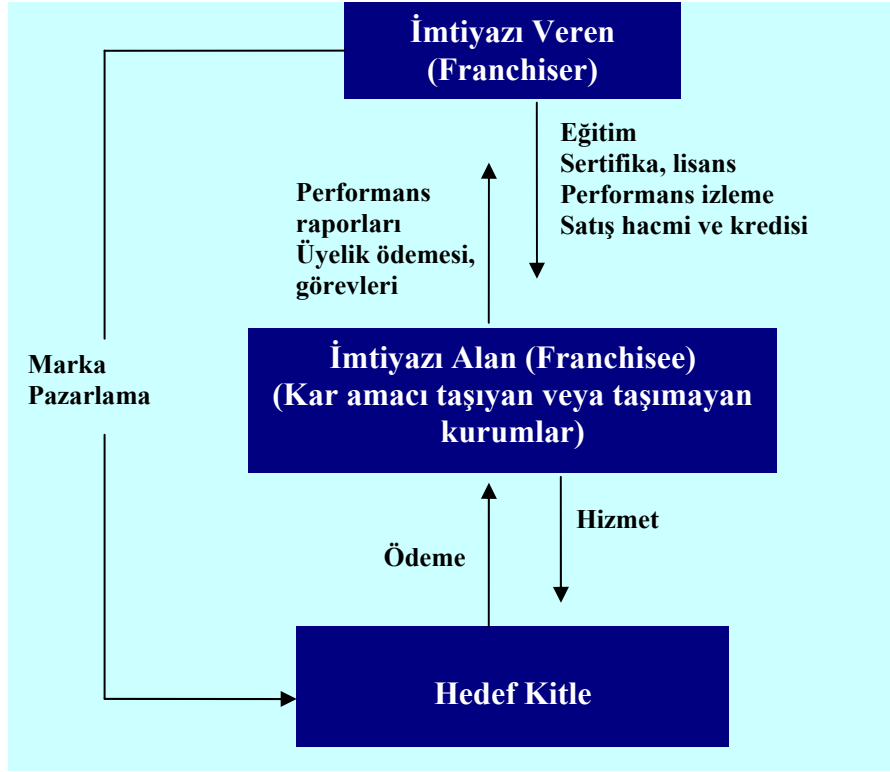 İmtiyazı Veren
(Franchiser)
Eğitim
Sertifika, lisans
Performans izleme
Satış hacmi ve kredisi
Performans
raporları
Üyelik ödemesi,
görevleri
İmtiyazı Alan (Franchisee)
(Kar amacı taşıyan veya taşımayan
kurumlar)
Marka
Pazarlama
Hizmet
Ödeme
Hedef Kitle